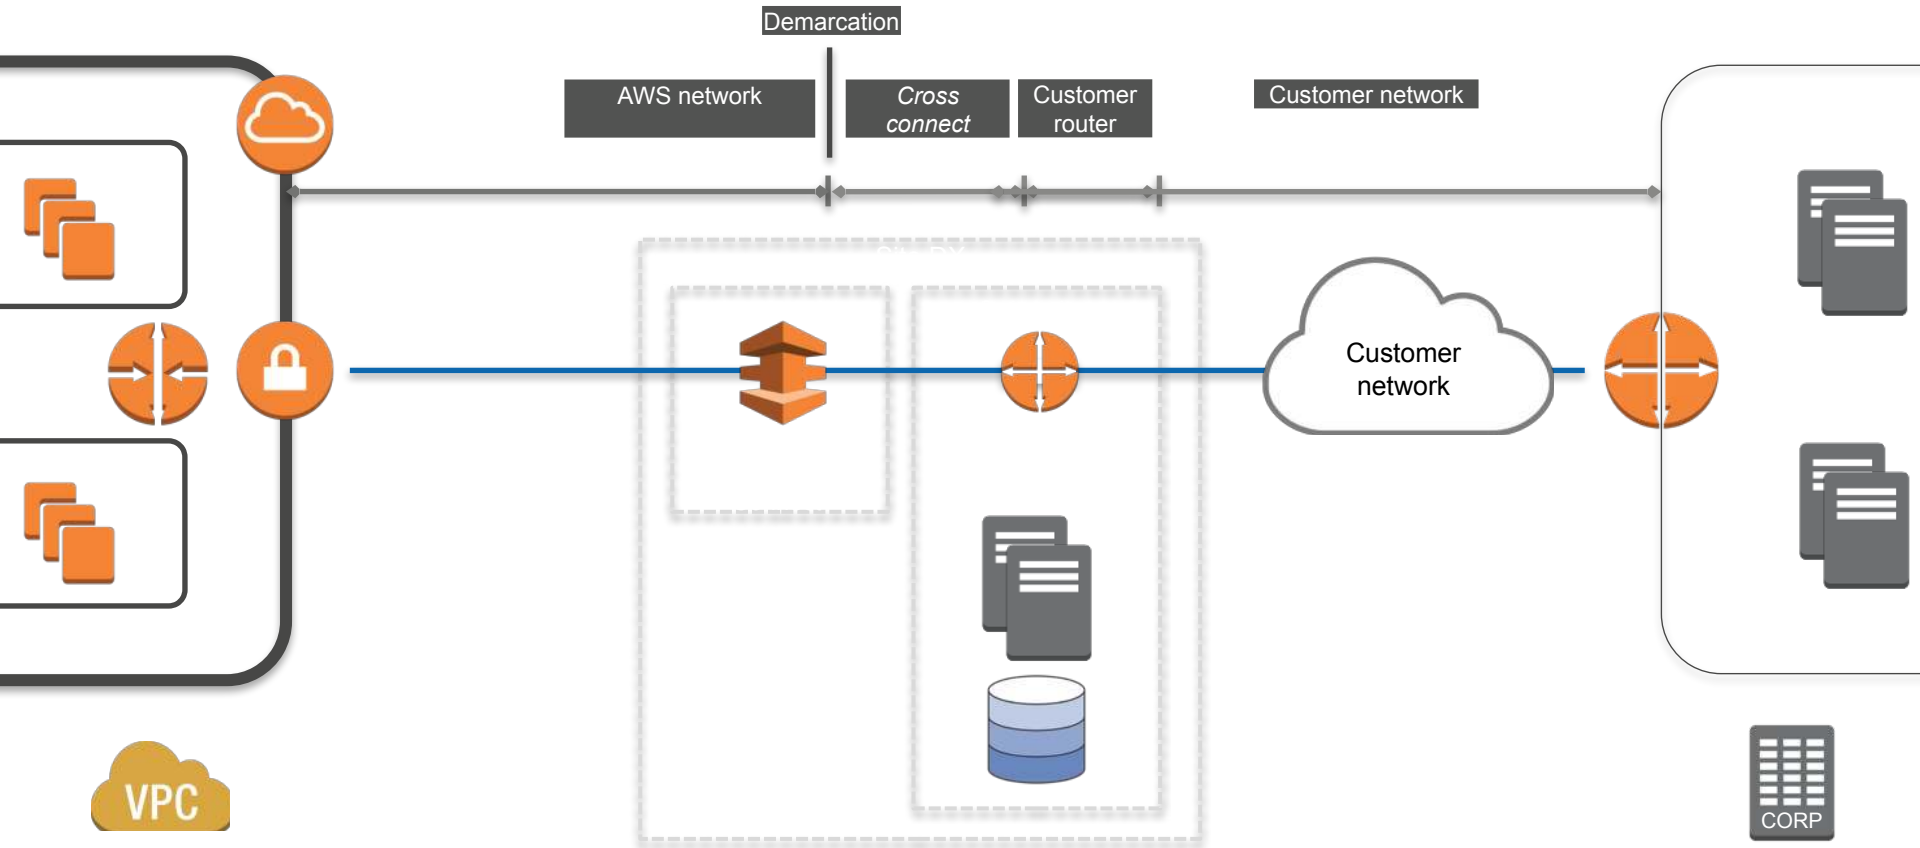 Demarcation
AWS network
Cross
connect
Customer
router
Customer network
Customer
network
VPC
CORP